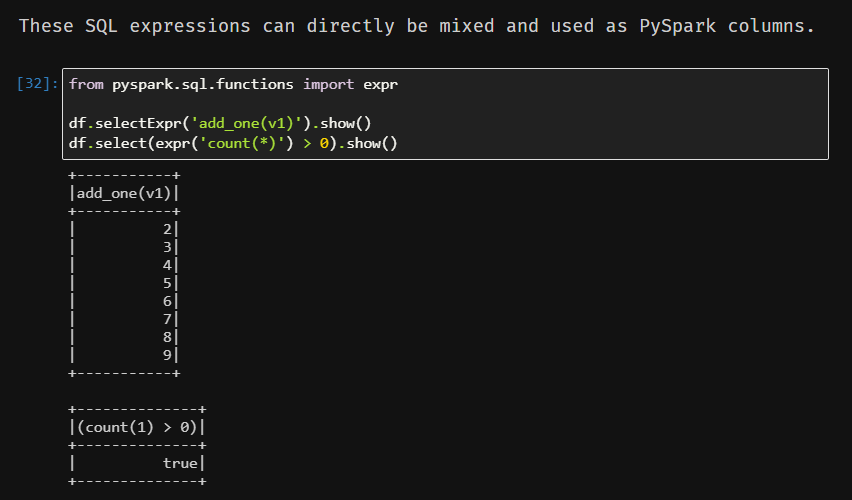 These SQL expressions can directly be mixed and used as PySpark columns.
[32]: from pyspark.sql.functions import expr
df.selectExpr('add_one(v1)').show()
df.select(expr('count(*)') > 0).show()
+-----------+
|add_one(v1)|
+-----------+
|          2|
|          3|
|          4|
|          5|
|          6|
|          7|
|          8|
|          9|
+-----------+
+--------------+
|(count(1) > 0)|
+--------------+
|          true|
+--------------+